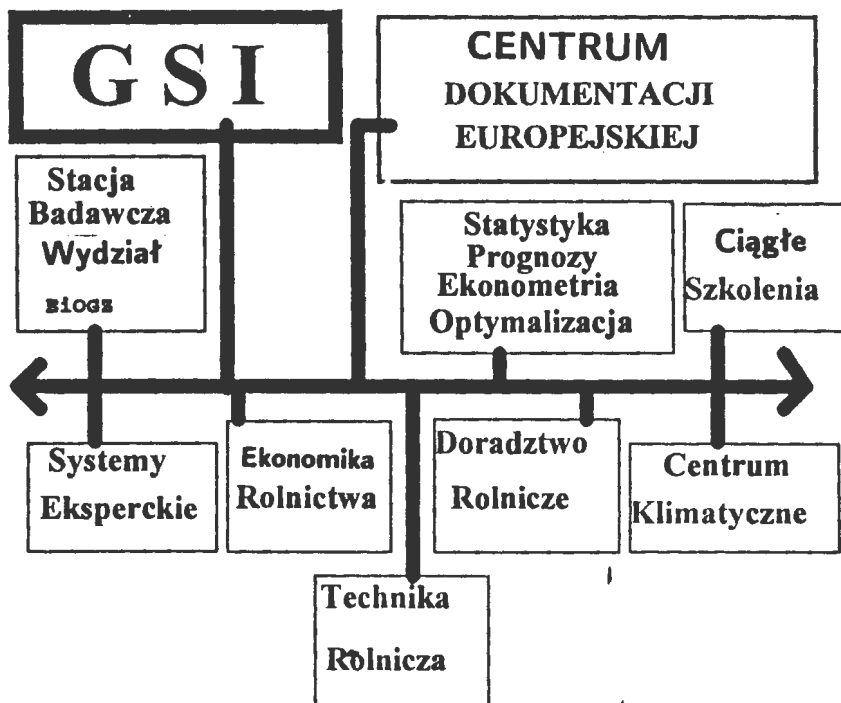 G S I
CENTRUM
DOKUMENTACJI
EUROPEJSKIEJ
Stacja
Badawcza
Wydział
BIOGZ
Statystyka
Prognozy
Ekonometria
Optymalizacja
Ciągłe
Szkolenia
Systemy
Eksperckie
Ekonomika
Rolnictwa
Doradztwo
Rolnicze
Centrum
Klimatyczne
Technika
Rolnicza